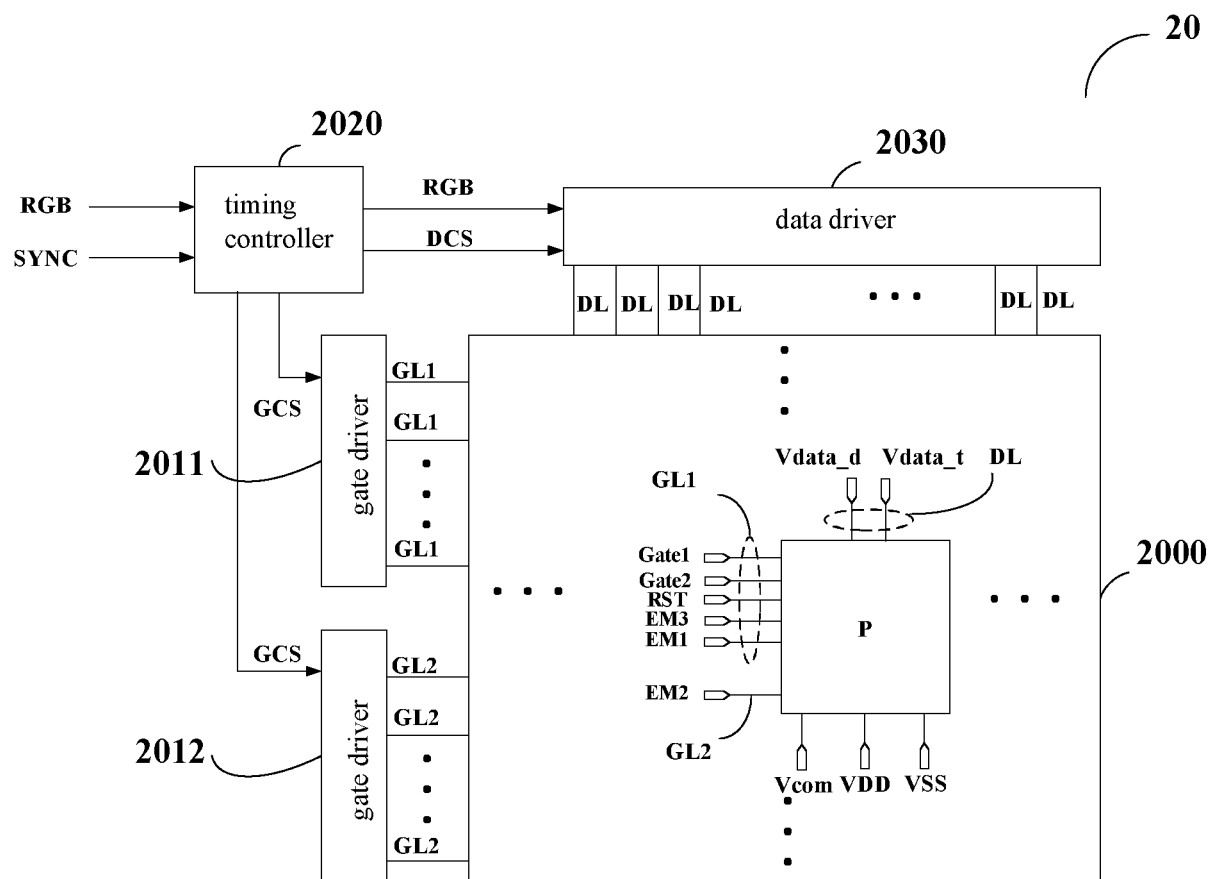 20
2020
2030
RGB
SYNC
timing
controller
RGB
DCS
data driver
DL DL DL DL DL DL
GCS
2011
gate driver
GL1
GL1
GL1
Vdata_d Vdata_t DL
GL1
2000
Gate1
Gate2
RST
EM3
EM1
EM2
P
GL2
Vcom VDD VSS
GCS
2012
gate driver
GL2
GL2
GL2